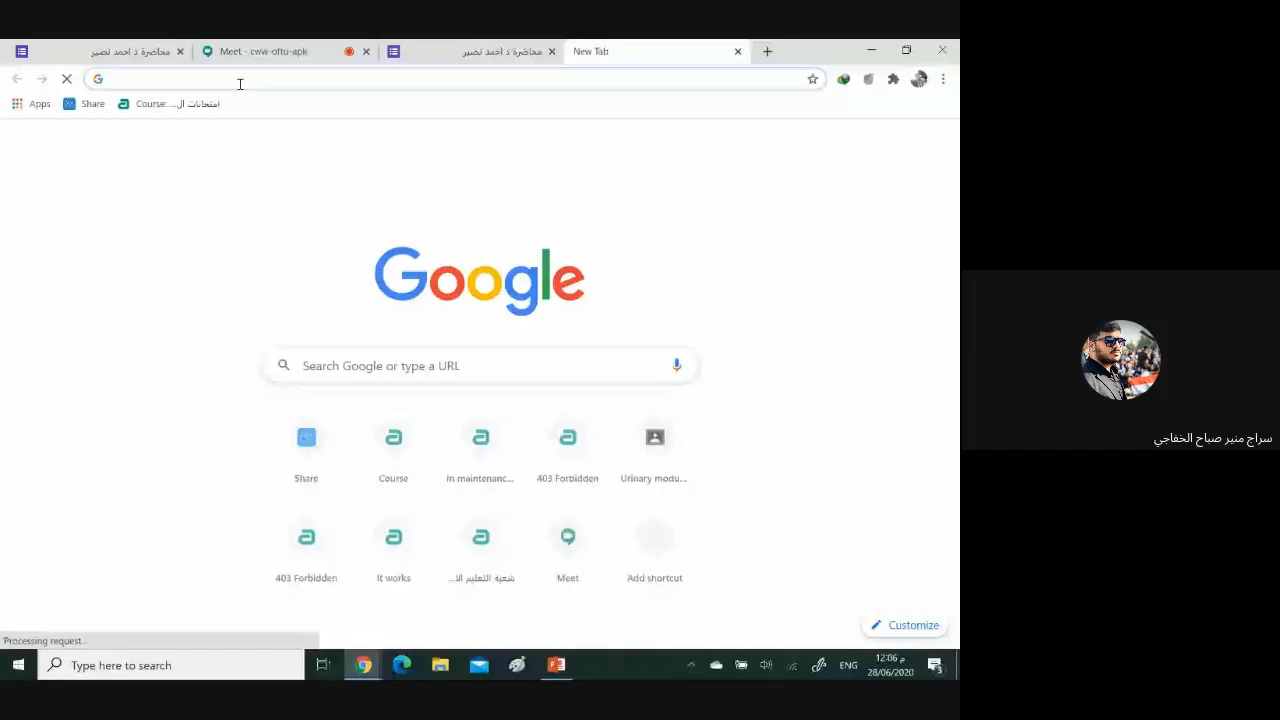 محاضرة د احمد نصير
Meet - cww-oftu-apk
محاضرة د احمد نصير
New Tab
Apps
Share
Course: امتحانات ال...
Google
Search Google or type a URL
Share
Course
In maintenanc...
403 Forbidden
Urinary modu...
403 Forbidden
It works
شعبة التعليم الا...
Meet
Add shortcut
Customize
Processing request...
Type here to search
ENG
12:06 م
28/06/2020
3
سراج منير صباح الخفاجي